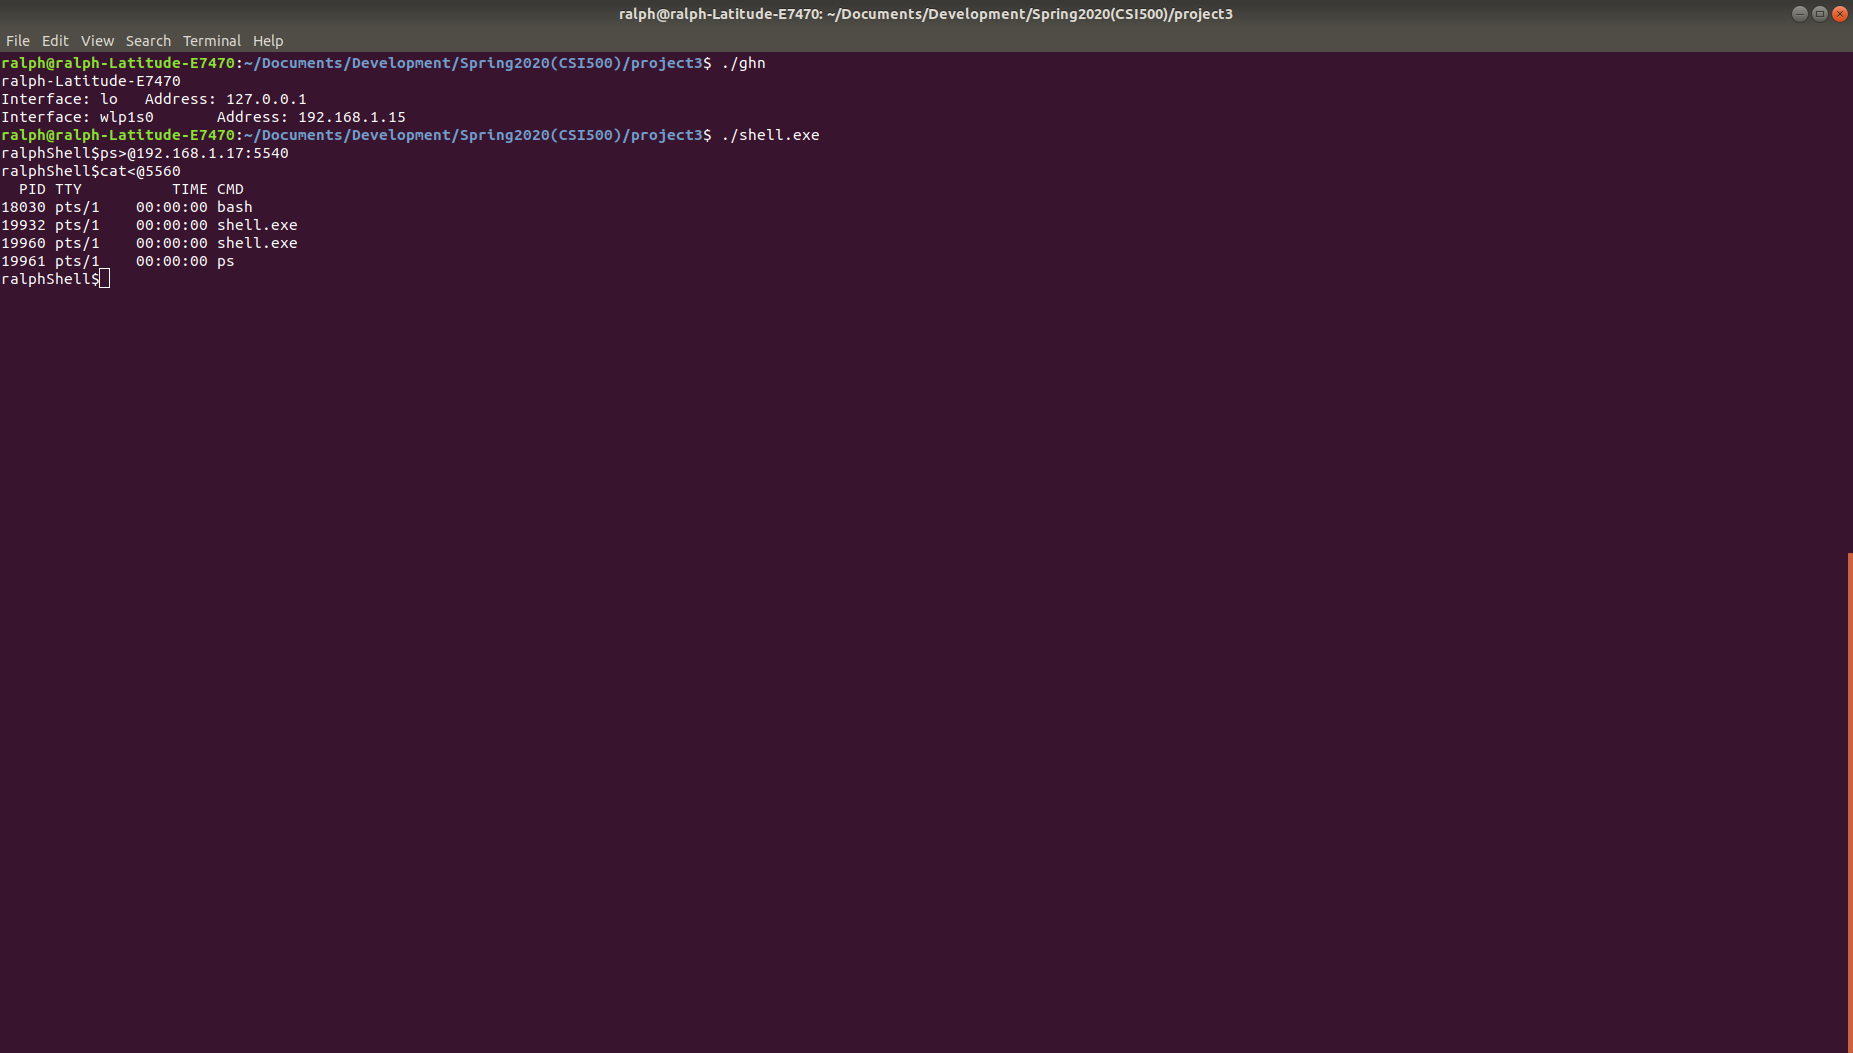 ralph@ralph-Latitude-E7470: ~/Documents/Development/Spring2020(CSI500)/project3
File Edit View Search Terminal Help
ralph@ralph-Latitude-E7470:~/Documents/Development/Spring2020(CSI500)/project3$ ./ghn
ralph-Latitude-E7470
Interface: lo   Address: 127.0.0.1
Interface: wlp1s0       Address: 192.168.1.15
ralph@ralph-Latitude-E7470:~/Documents/Development/Spring2020(CSI500)/project3$ ./shell.exe
ralphShell$ps>@192.168.1.17:5540
ralphShell$cat<@5560
  PID TTY          TIME CMD
18030 pts/1    00:00:00 bash
19932 pts/1    00:00:00 shell.exe
19960 pts/1    00:00:00 shell.exe
19961 pts/1    00:00:00 ps
ralphShell$